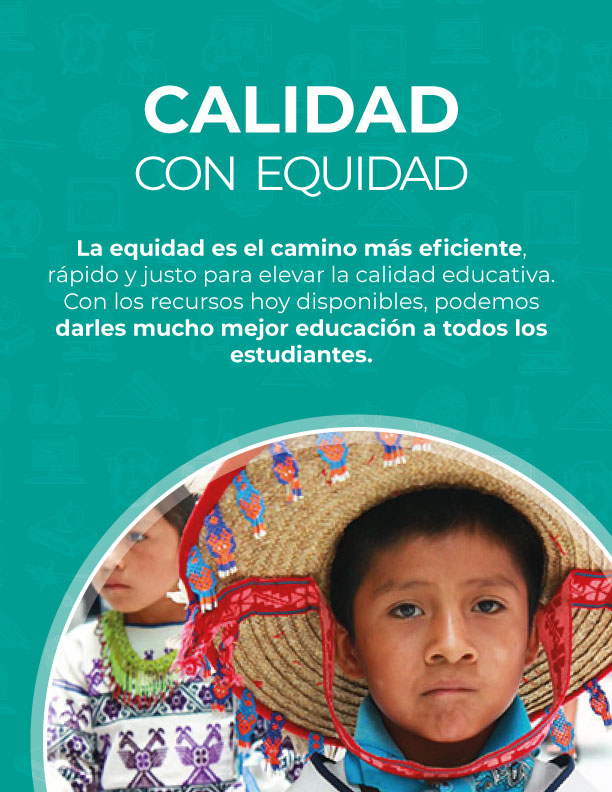 CALIDAD
CON EQUIDAD
La equidad es el camino más eficiente,
rápido y justo para elevar la calidad educativa.
Con los recursos hoy disponibles, podemos
darles mucho mejor educación a todos los
estudiantes.